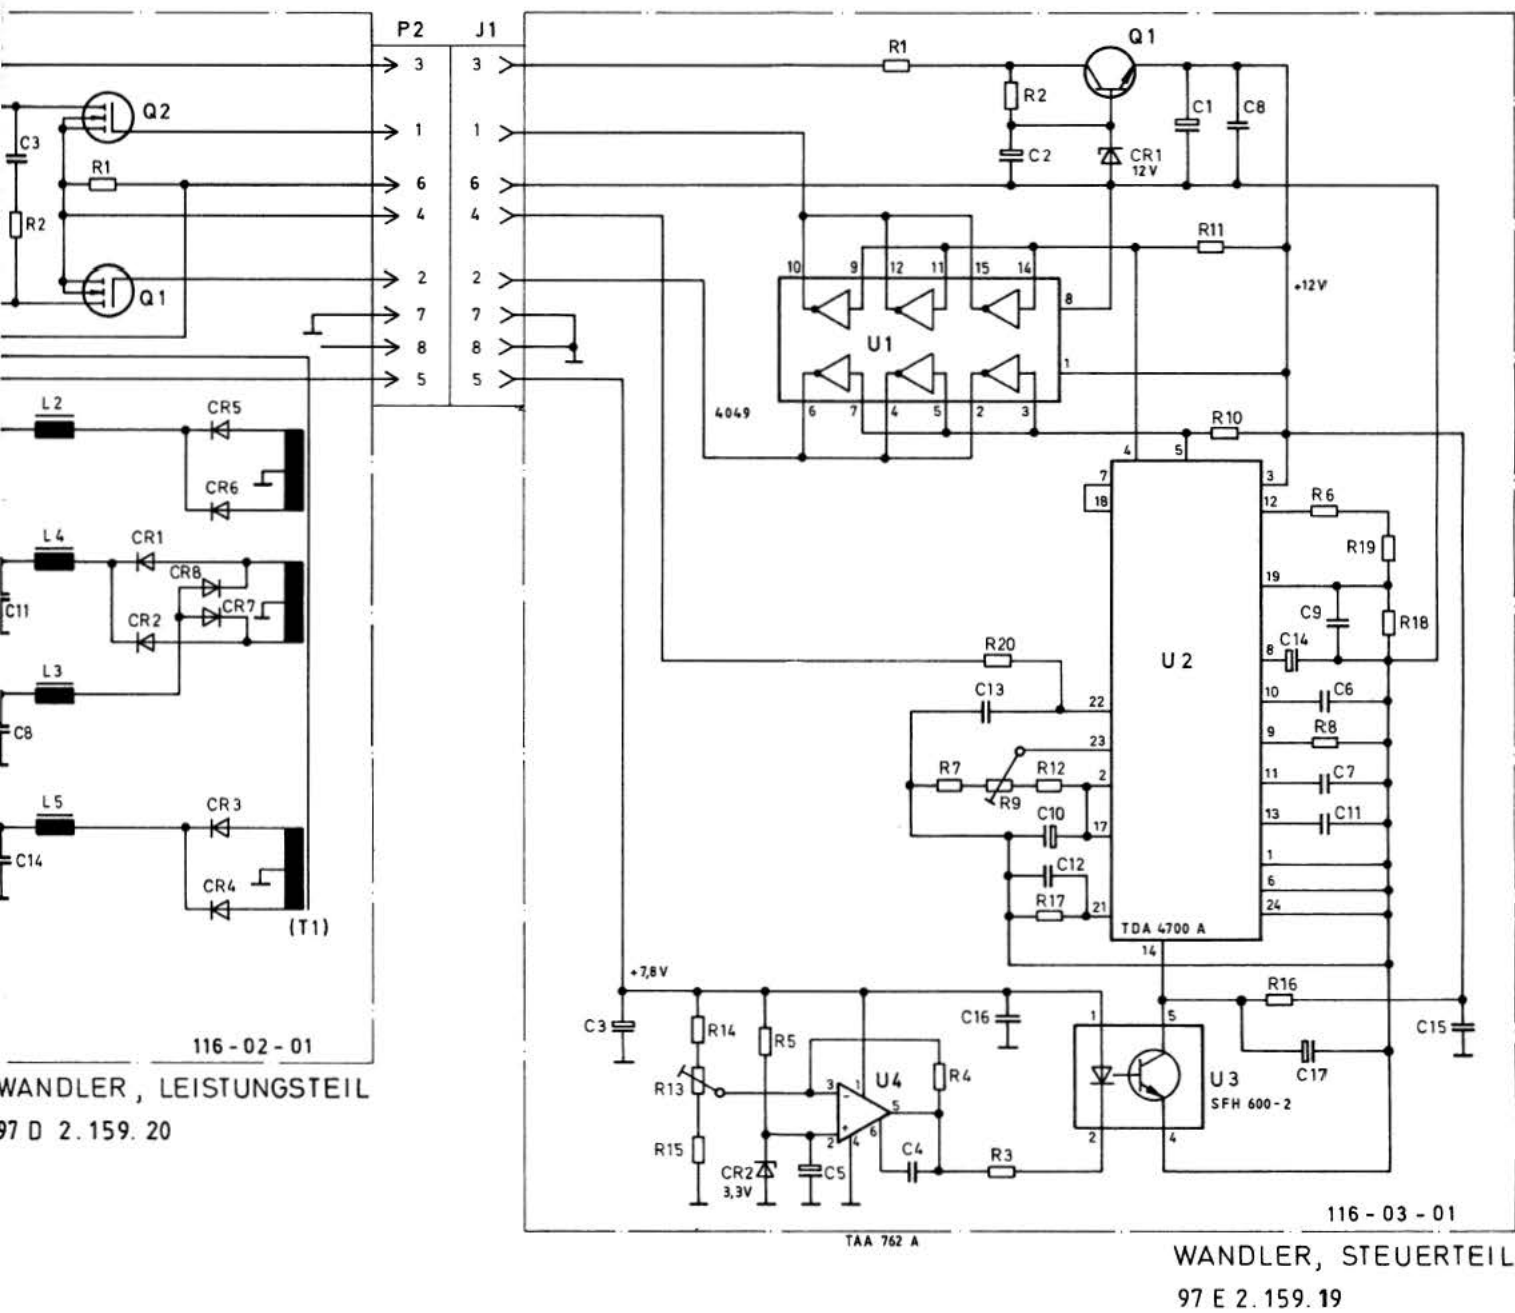 P2 J1
3 3
Q2
1 1
C3
R1
6 6
4 4
R2
2 2
Q1
7 7
8 8
5 5
L2 CR5
CR6
L4 CR1
CR8
CR7
C11
CR2
L3
C8
L5 CR3
C14
CR4
(T1)
116-02-01
WANDLER, LEISTUNGSTEIL
97 D 2.159.20
R1 Q1
R2 C1 C8
C2 CR1
12V
R11
10 9 12 11 15 14
+12V
8
U1
1
6 7 4 5 2 3
4049
R10
4 5
7 3
18 12 R6
R19
19
C9 R18
R20 U2 8 C14
C13 22 10 C6
23 9 R8
R7 R12 2 11 C7
R9
C10 17 13 C11
C12 1
6
R17 21 24
TDA 4700 A
14
+7,8V
R16
C3 R14 R5 C16 1 5 C15
C17
R13 3 1 U4 R4 U3
SFH 600-2
- 5
+ 6
2 4
R15 C4 R3 2 4
CR2 C5
3,3V
116-03-01
TAA 762 A
WANDLER, STEUERTEIL
97 E 2.159.19